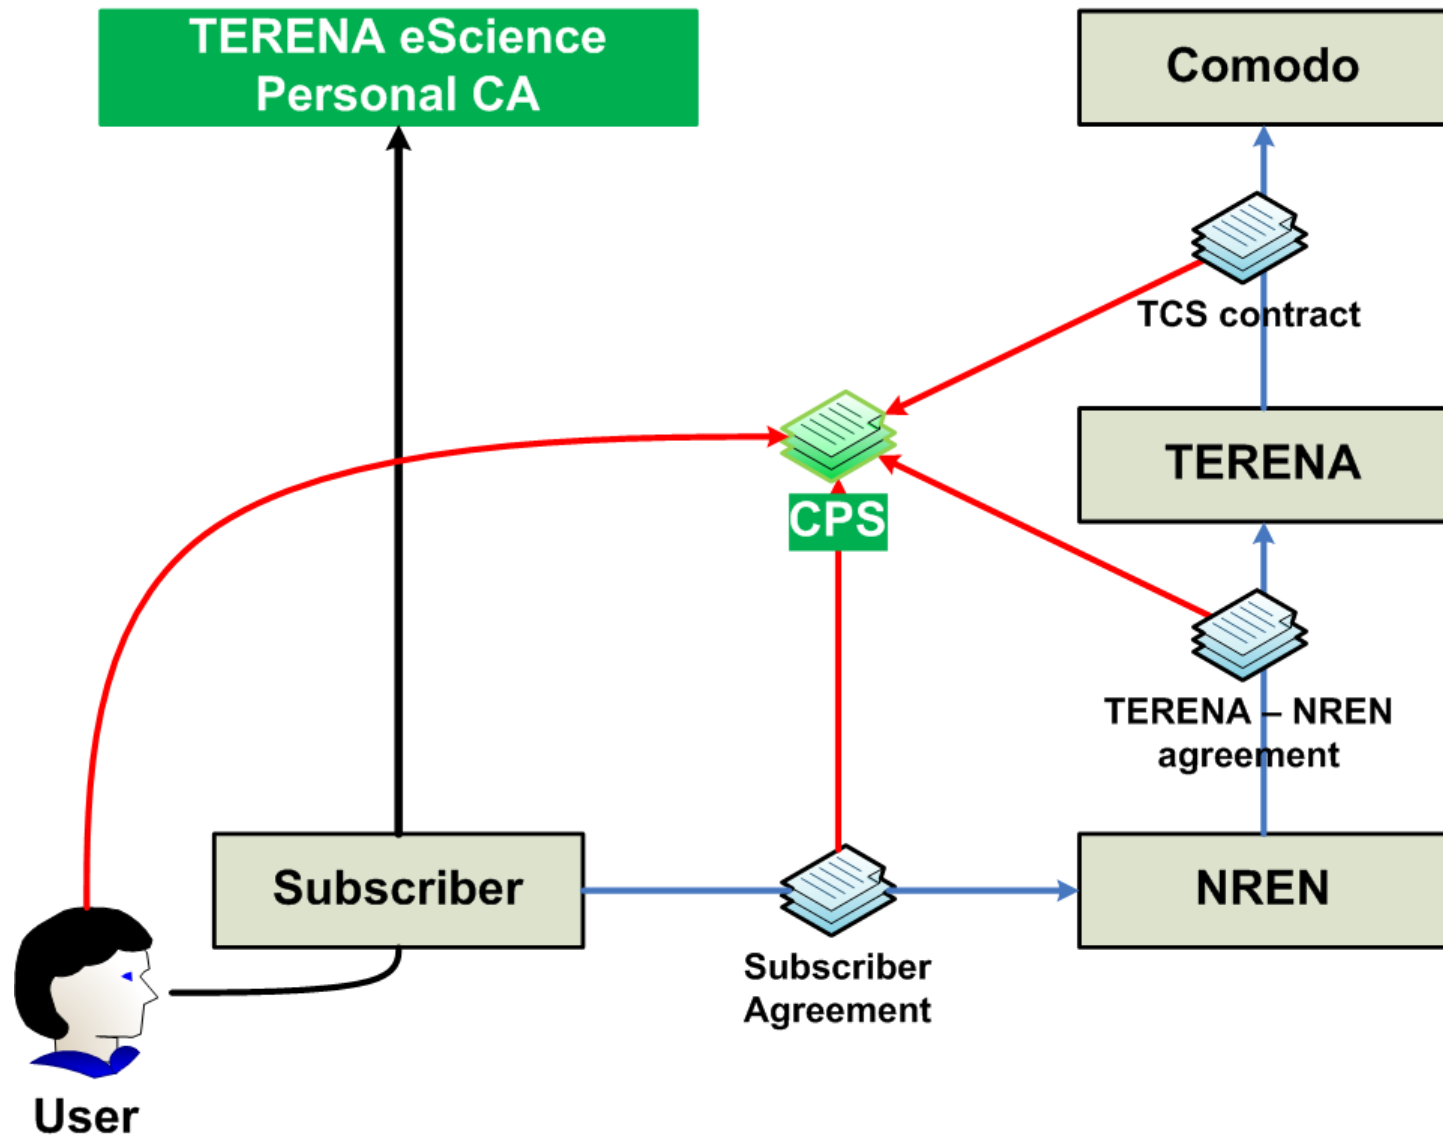 TERENA eScience
Personal CA
Comodo
TCS contract
TERENA
CPS
TERENA – NREN
agreement
Subscriber
NREN
Subscriber
Agreement
User